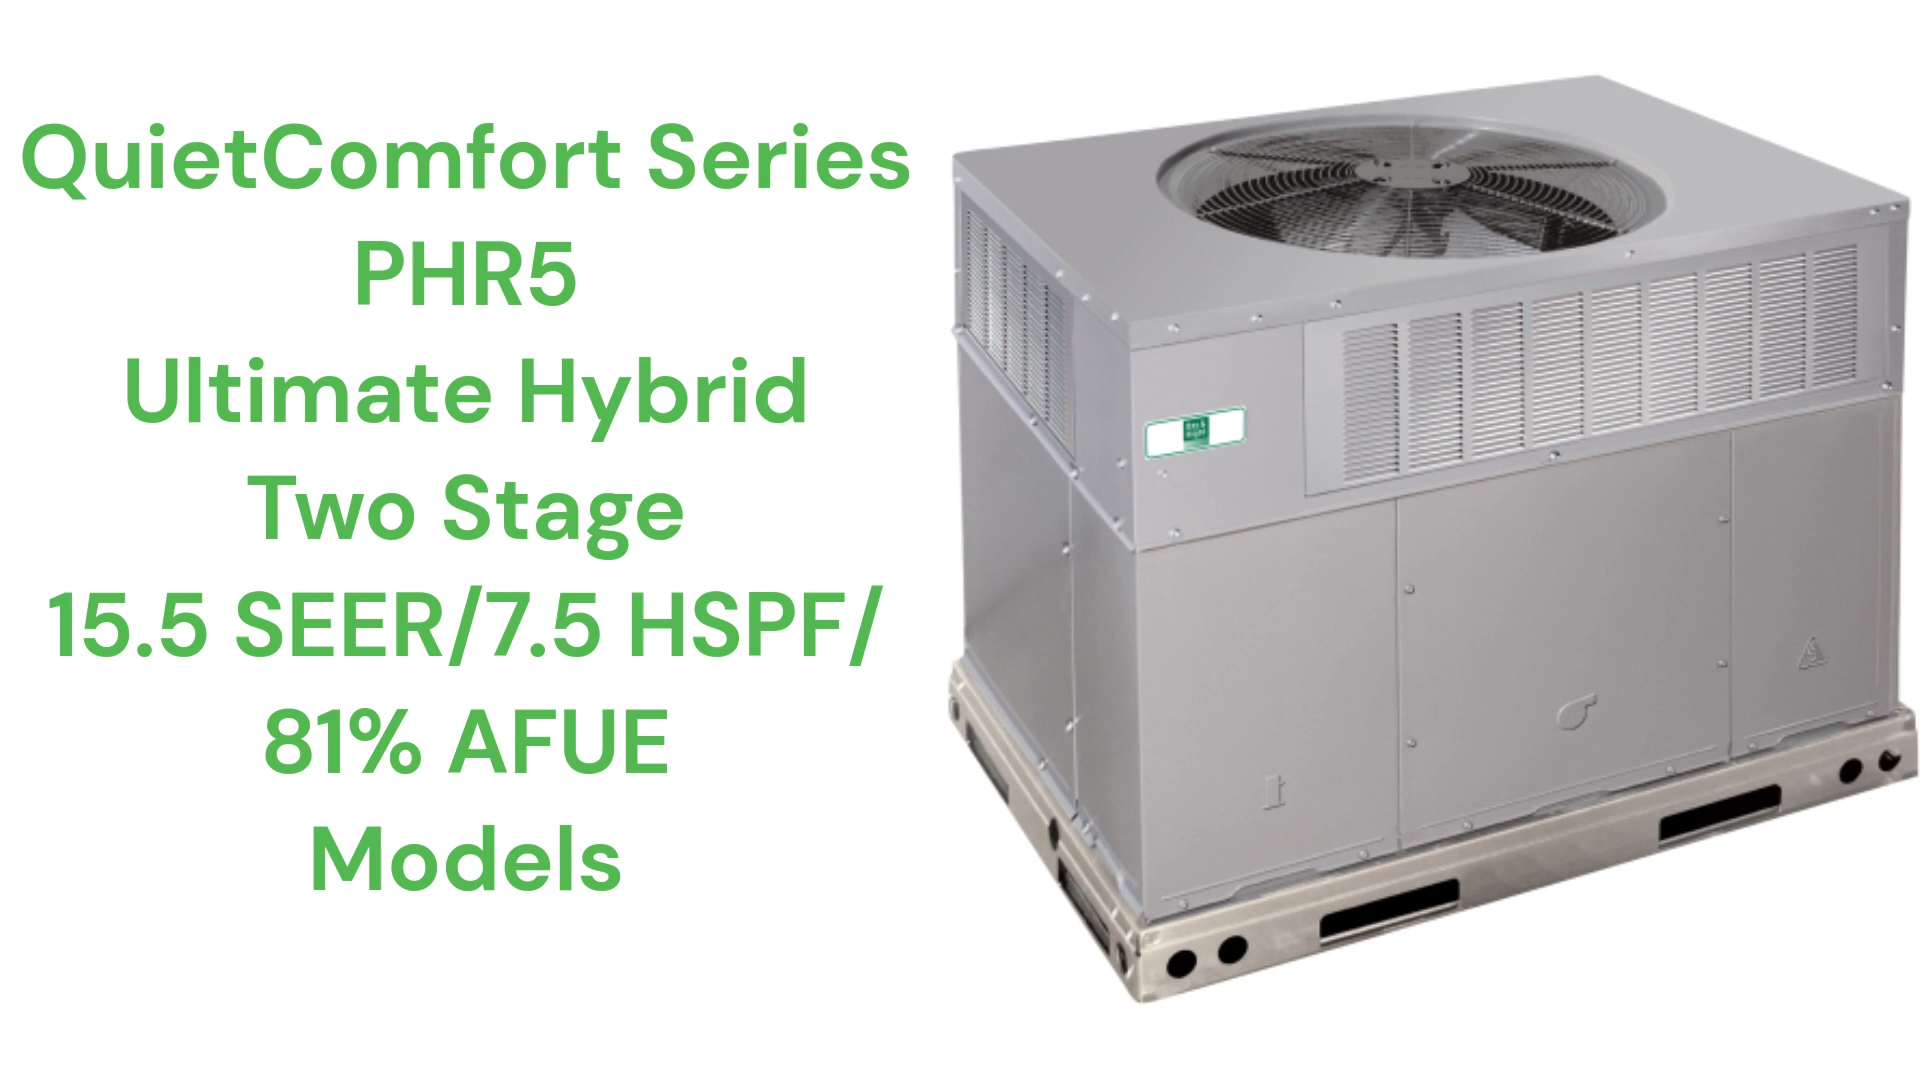 QuietComfort Series
PHR5
Ultimate Hybrid
Two Stage
15.5 SEER/7.5 HSPF/
81% AFUE
Models